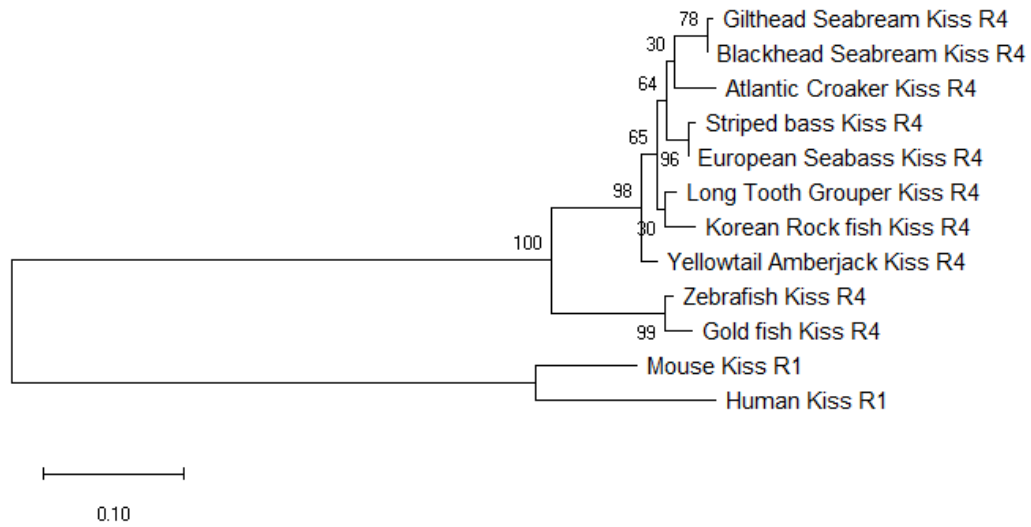 78
Gilthead Seabream Kiss R4
30
Blackhead Seabream Kiss R4
64
Atlantic Croaker Kiss R4
Striped bass Kiss R4
65
96
European Seabass Kiss R4
98
Long Tooth Grouper Kiss R4
30
Korean Rock fish Kiss R4
100
Yellowtail Amberjack Kiss R4
Zebrafish Kiss R4
99
Gold fish Kiss R4
Mouse Kiss R1
Human Kiss R1
0.10